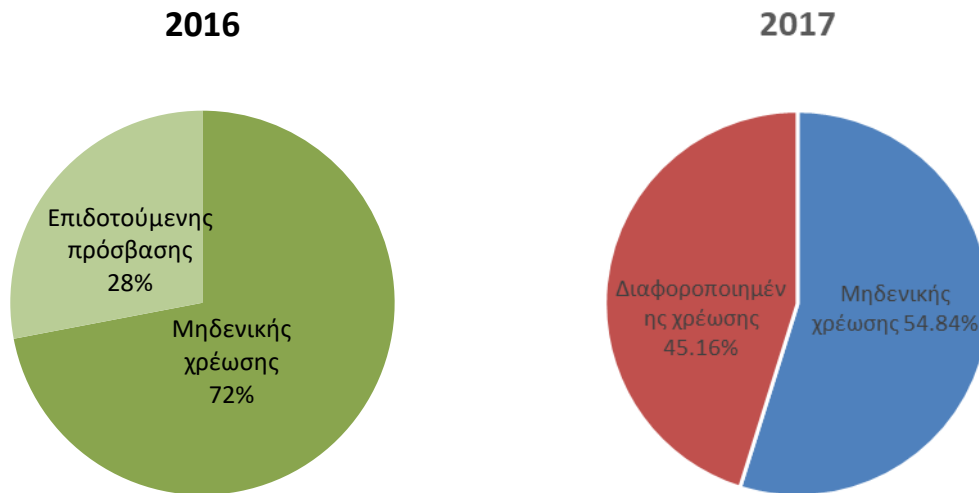 2016
2017
Επιδοτούμενης
πρόσβασης
28%
Μηδενικής
χρέωσης
72%
Διαφοροποιημέν
ης χρέωσης
45.16%
Μηδενικής
χρέωσης 54.84%